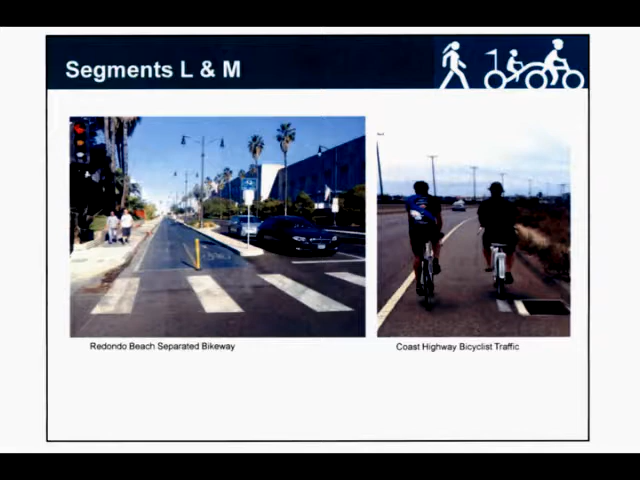 Segments L & M
Redondo Beach Separated Bikeway
Coast Highway Bicyclist Traffic